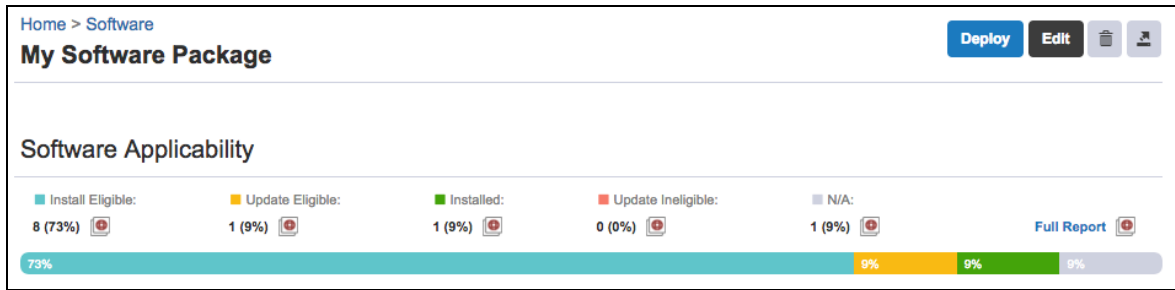 Home > Software
My Software Package
Deploy Edit
Software Applicability
Install Eligible: Update Eligible: Installed: Update Ineligible: N/A:
8 (73%) 1 (9%) 1 (9%) 0 (0%) 1 (9%) Full Report
73% 9% 9% 9%